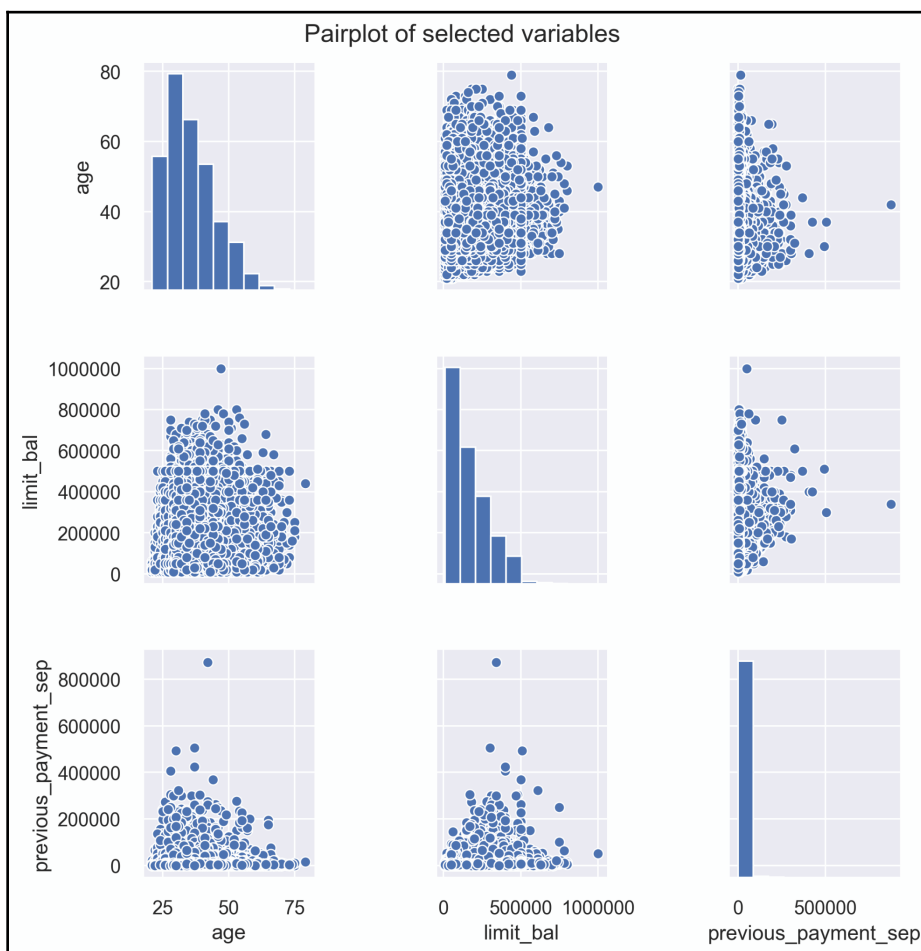 Pairplot of selected variables
80
60
40
20
age
1000000
800000
600000
400000
200000
0
limit_bal
800000
600000
400000
200000
0
previous_payment_sep
25 50 75
age
0 500000 1000000
limit_bal
0 500000
previous_payment_sep